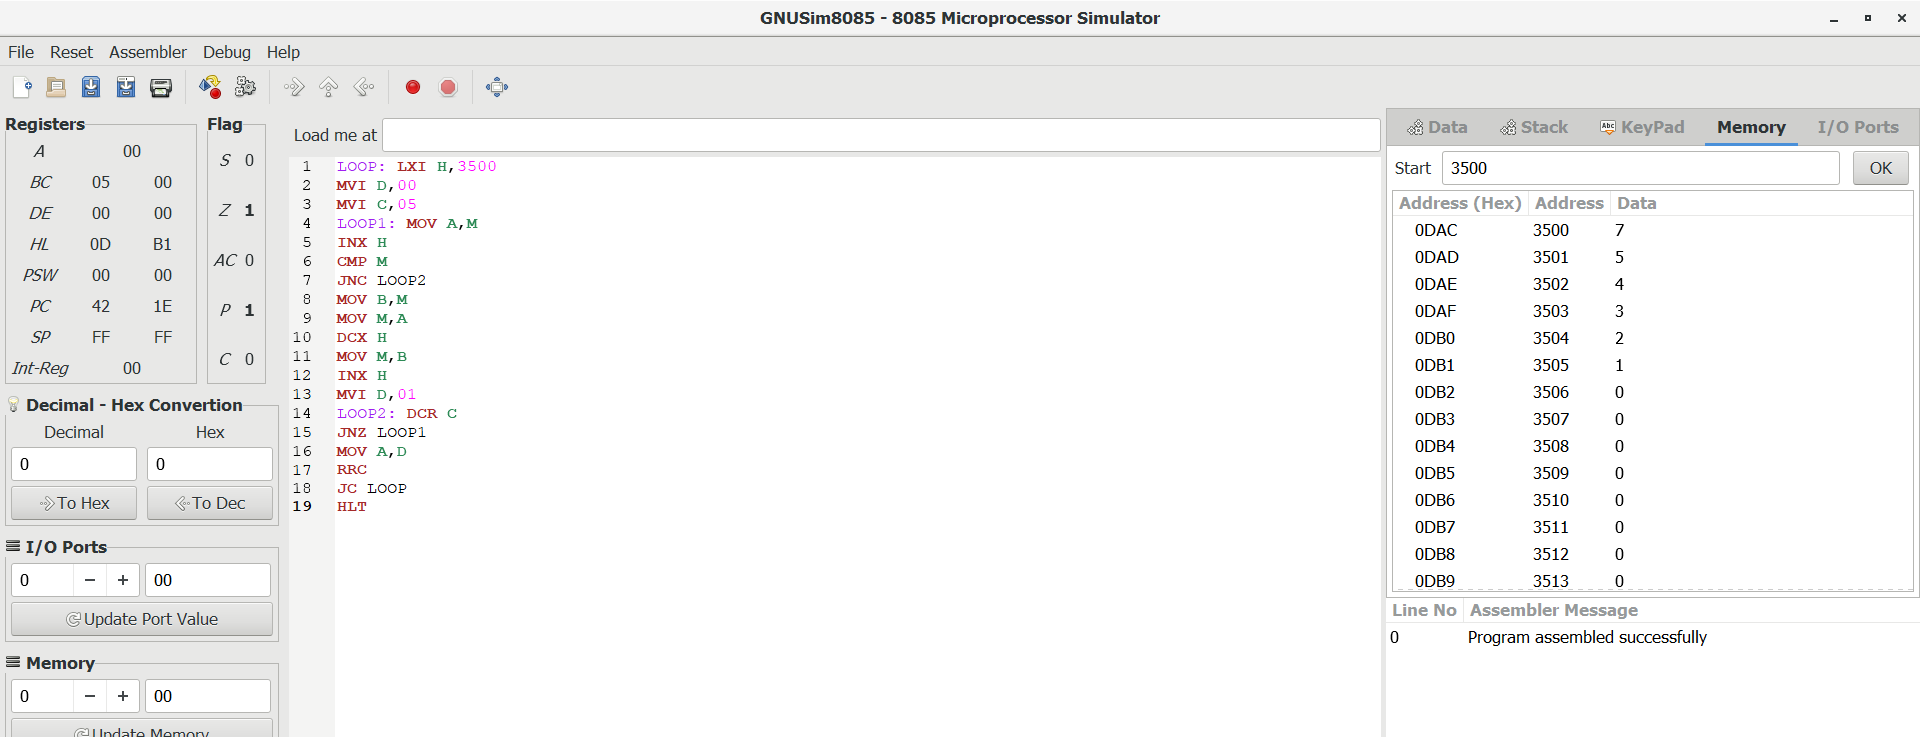 GNUSim8085 - 8085 Microprocessor Simulator
File Reset Assembler Debug Help
Registers
A 00
BC 05 00
DE 00 00
HL 0D B1
PSW 00 00
PC 42 1E
SP FF FF
Int-Reg 00
Flag
S 0
Z 1
AC 0
P 1
C 0
Decimal - Hex Convertion
Decimal Hex
0 0
To Hex To Dec
I/O Ports
0 − + 00
Update Port Value
Memory
0 − + 00
Update Memory
Load me at
1 LOOP: LXI H,3500
2 MVI D,00
3 MVI C,05
4 LOOP1: MOV A,M
5 INX H
6 CMP M
7 JNC LOOP2
8 MOV B,M
9 MOV M,A
10 DCX H
11 MOV M,B
12 INX H
13 MVI D,01
14 LOOP2: DCR C
15 JNZ LOOP1
16 MOV A,D
17 RRC
18 JC LOOP
19 HLT
Data Stack Abc KeyPad Memory I/O Ports
Start 3500 OK
Address (Hex) Address Data
0DAC 3500 7
0DAD 3501 5
0DAE 3502 4
0DAF 3503 3
0DB0 3504 2
0DB1 3505 1
0DB2 3506 0
0DB3 3507 0
0DB4 3508 0
0DB5 3509 0
0DB6 3510 0
0DB7 3511 0
0DB8 3512 0
0DB9 3513 0
Line No Assembler Message
0 Program assembled successfully